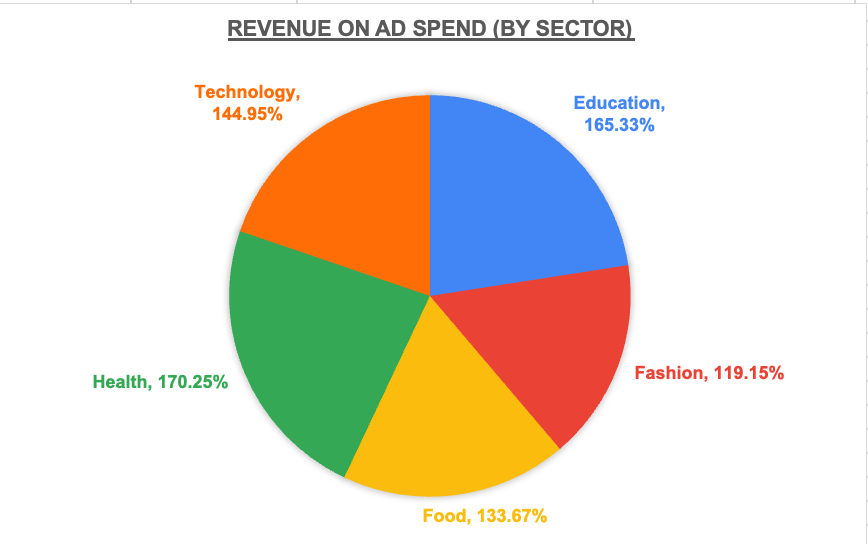 REVENUE ON AD SPEND (BY SECTOR)
Technology,
144.95%
Education,
165.33%
Fashion, 119.15%
Health, 170.25%
Food, 133.67%